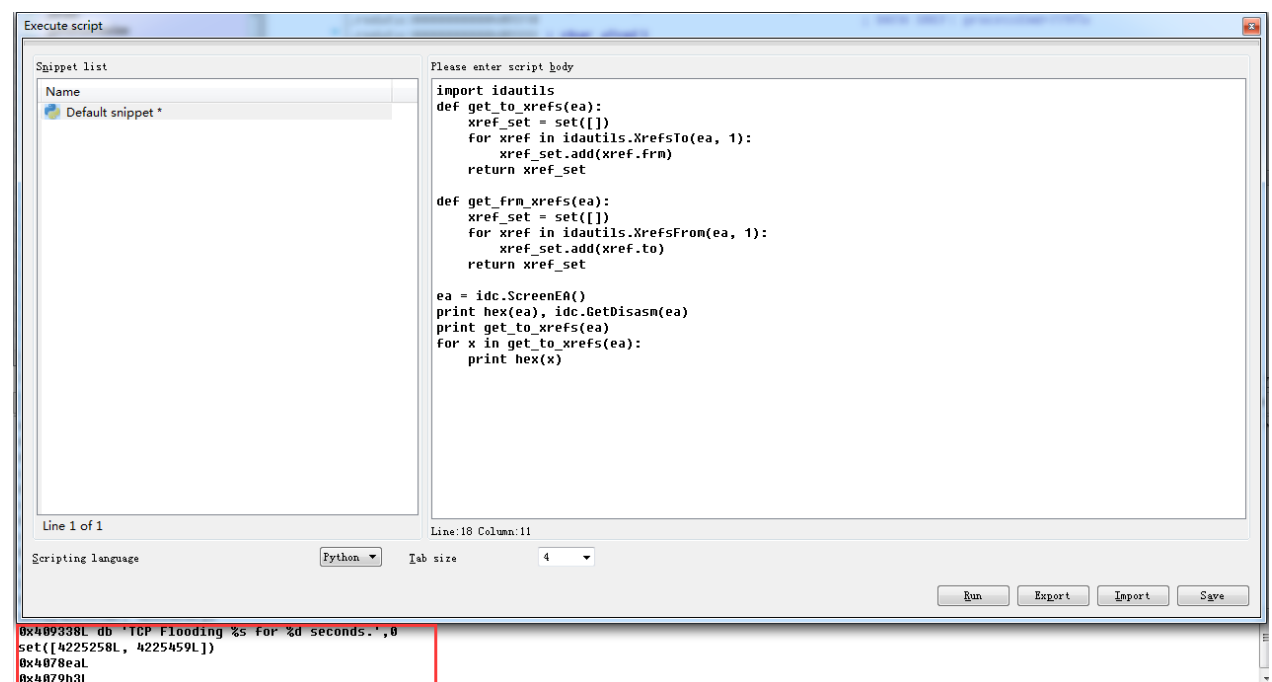 Execute script
Snippet list
Name
Default snippet *
Line 1 of 1
Please enter script body
import idautils
def get_to_xrefs(ea):
    xref_set = set([])
    for xref in idautils.XrefsTo(ea, 1):
        xref_set.add(xref.frm)
    return xref_set

def get_frm_xrefs(ea):
    xref_set = set([])
    for xref in idautils.XrefsFrom(ea, 1):
        xref_set.add(xref.to)
    return xref_set

ea = idc.ScreenEA()
print hex(ea), idc.GetDisasm(ea)
print get_to_xrefs(ea)
for x in get_to_xrefs(ea):
    print hex(x)
Line:18 Column:11
Scripting language
Python
Tab size
4
Run
Export
Import
Save
0x409338L db 'TCP Flooding %s for %d seconds.',0
set([4225258L, 4225459L])
0x4078eaL
0x4079b3L